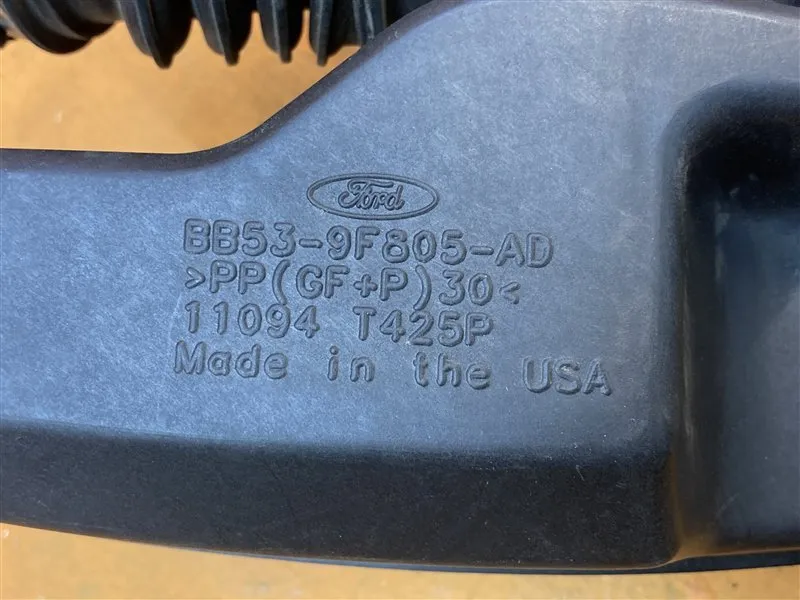 Ford
BB53-9F805-AD
>PP(GF+P)30<
11094 T425P
Made in the USA